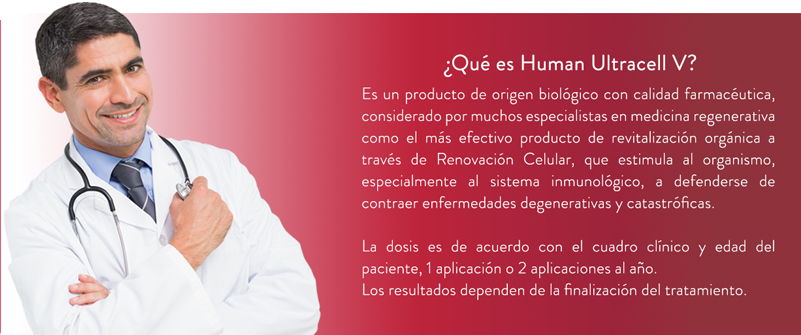 ¿Qué es Human Ultracell V?
Es un producto de origen biológico con calidad farmacéutica,
considerado por muchos especialistas en medicina regenerativa
como el más efectivo producto de revitalización orgánica a
través de Renovación Celular, que estimula al organismo,
especialmente al sistema inmunológico, a defenderse de
contraer enfermedades degenerativas y catastróficas.
La dosis es de acuerdo con el cuadro clínico y edad del
paciente, 1 aplicación o 2 aplicaciones al año.
Los resultados dependen de la finalización del tratamiento.